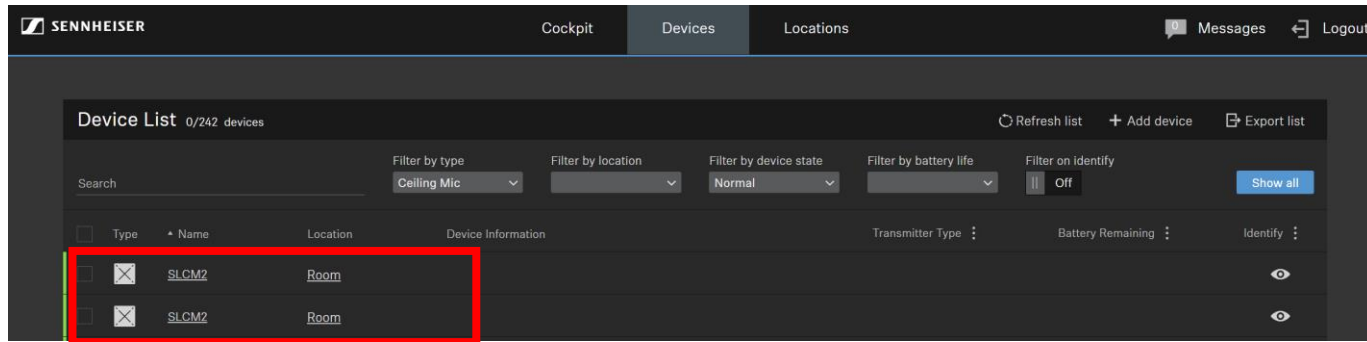 SENNHEISER Cockpit Devices Locations 0 Messages Logout
Device List 0/242 devices Refresh list + Add device Export list
Filter by type Filter by location Filter by device state Filter by battery life Filter on identify
Search Ceiling Mic Normal Off Show all
Type Name Location Device Information Transmitter Type Battery Remaining Identify
SLCM2 Room
SLCM2 Room